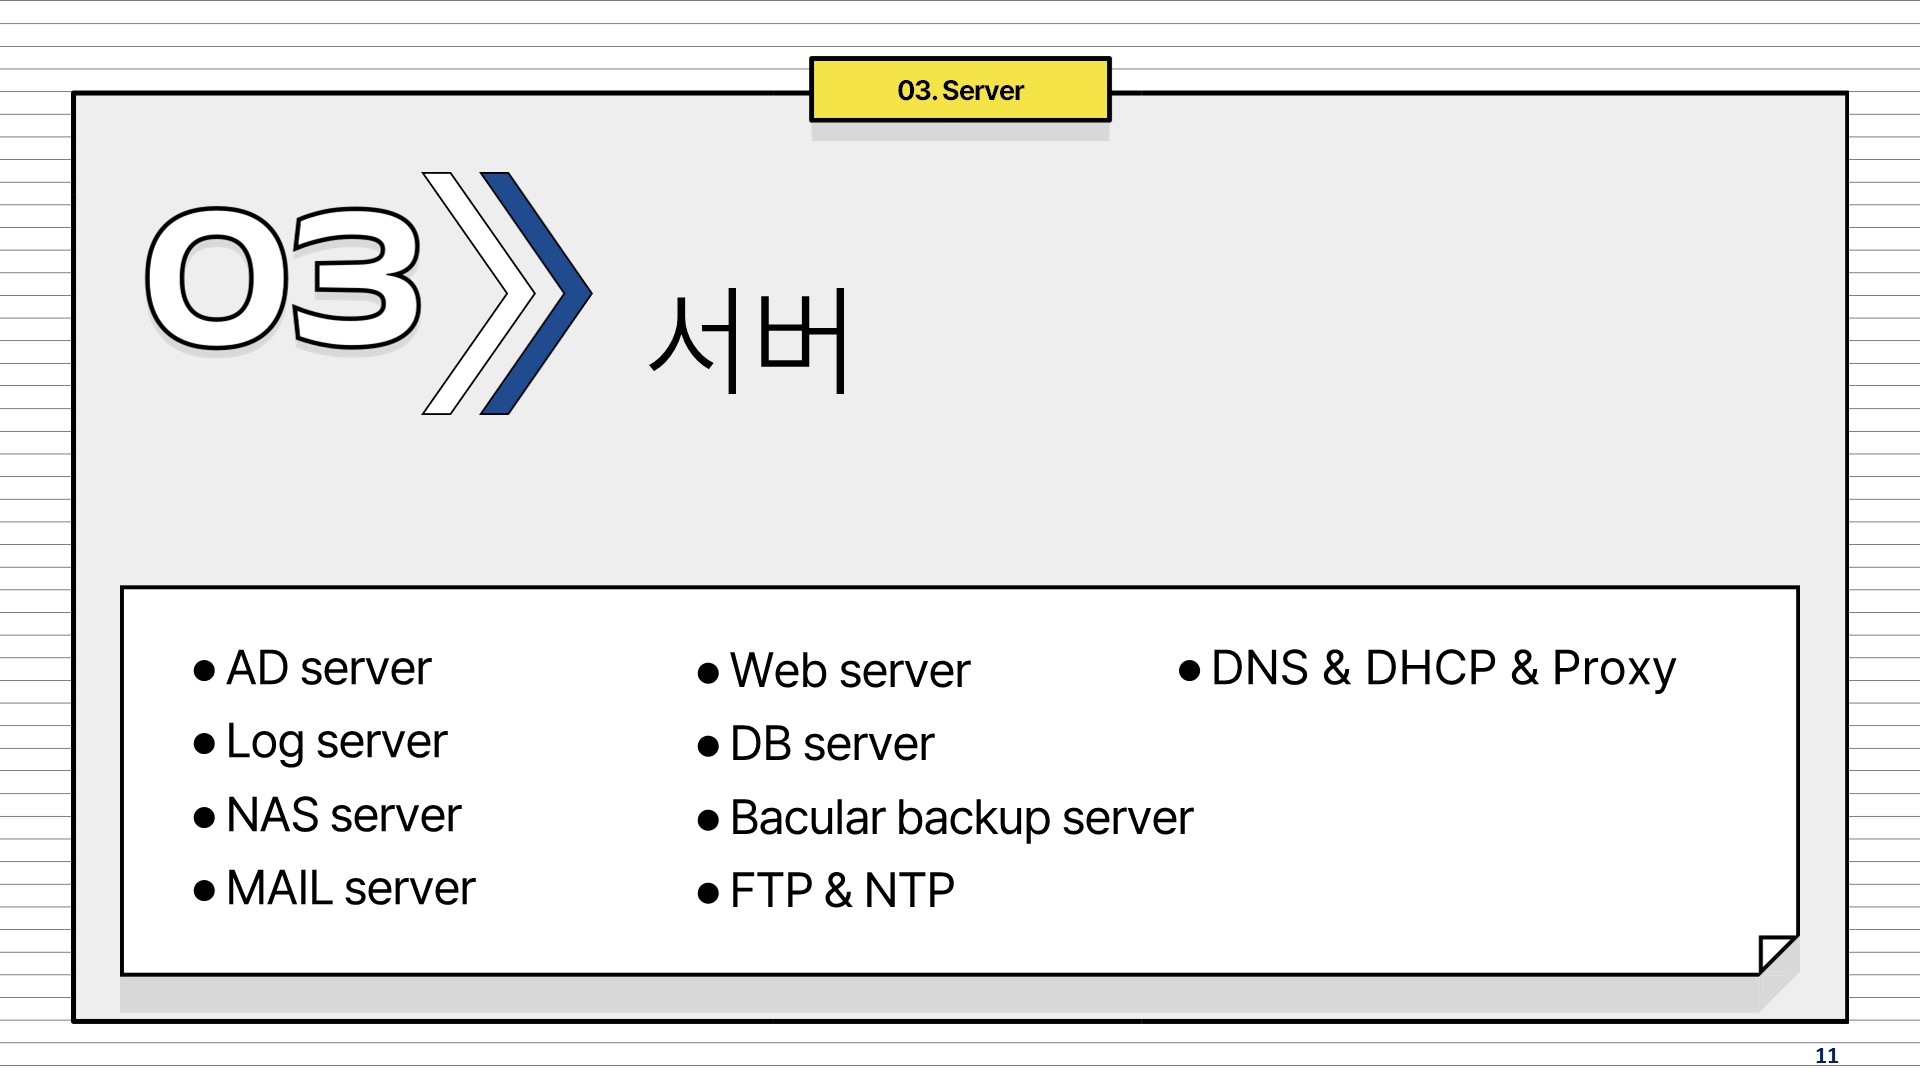 03. Server
03
서버
● AD server
● Log server
● NAS server
● MAIL server
● Web server
● DB server
● Bacular backup server
● FTP & NTP
● DNS & DHCP & Proxy
11